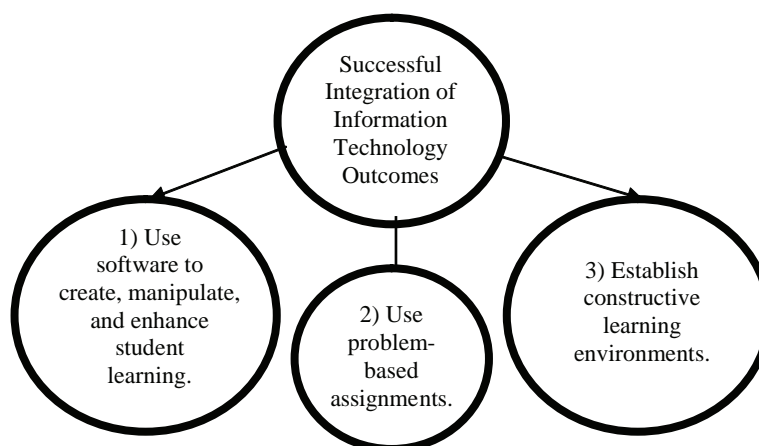 Successful
Integration of
Information
Technology
Outcomes
1) Use
software to
create, manipulate,
and enhance
student
learning.
2) Use
problem-
based
assignments.
3) Establish
constructive
learning
environments.